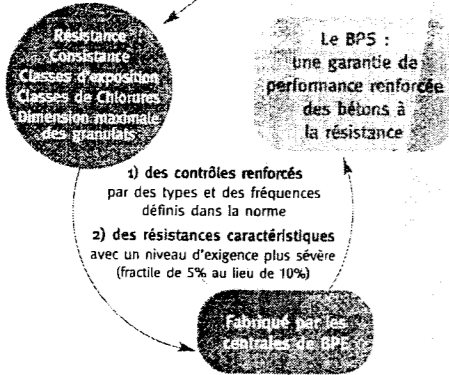 Résistance
Consistance
Classes d'exposition
Classes de Chlorures
Dimension maximale
des granulats
Le BPS :
une garantie de
performance renforcée
des bétons à
la résistance
1) des contrôles renforcés
par des types et des fréquences
définis dans la norme
2) des résistances caractéristiques
avec un niveau d'exigence plus sévère
(fractile de 5% au lieu de 10%)
Fabriqué par les
centrales de BPE